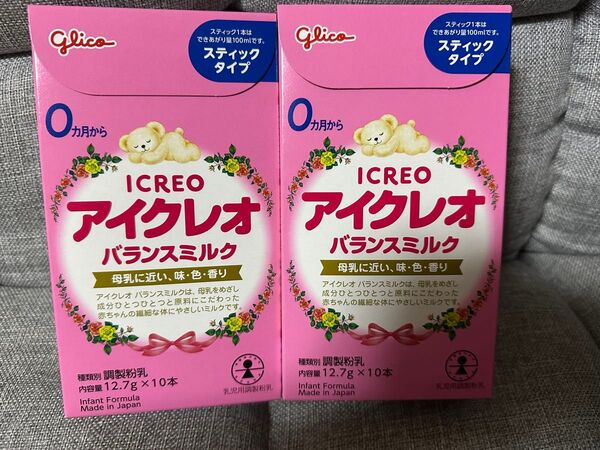 glico
スティック1本は
できあがり量100mlです。
スティック
タイプ
0カ月から
ICREO
アイクレオ
バランスミルク
母乳に近い、味・色・香り
アイクレオ バランスミルクは、母乳をめざし
成分ひとつひとつと原料にこだわった
赤ちゃんの繊細な体にやさしいミルクです。
種類別 調製粉乳
内容量 12.7g×10本
Infant Formula
Made in Japan
乳児用調製粉乳
glico
スティック1本は
できあがり量100mlです。
スティック
タイプ
0カ月から
ICREO
アイクレオ
バランスミルク
母乳に近い、味・色・香り
アイクレオ バランスミルクは、母乳をめざし
成分ひとつひとつと原料にこだわった
赤ちゃんの繊細な体にやさしいミルクです。
種類別 調製粉乳
内容量 12.7g×10本
Infant Formula
Made in Japan
乳児用調製粉乳